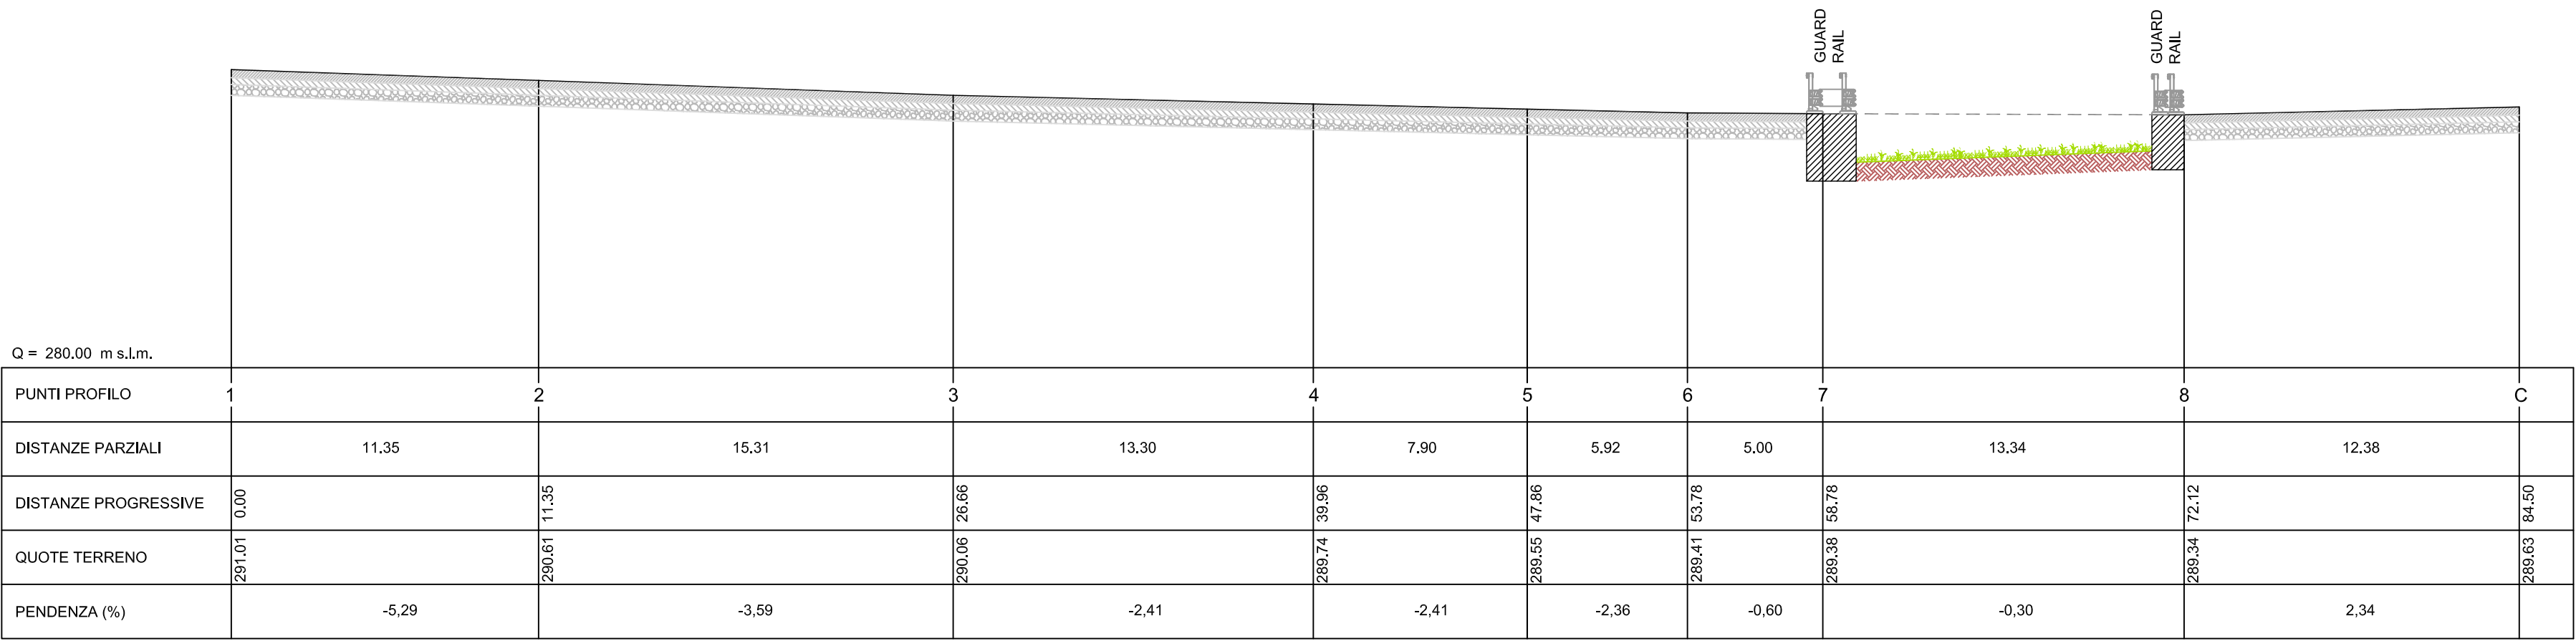 GUARD
RAIL
GUARD
RAIL
Q = 280.00 m s.l.m.
PUNTI PROFILO 1 2 3 4 5 6 7 8 C
DISTANZE PARZIALI 11.35 15.31 13.30 7.90 5.92 5.00 13.34 12.38
DISTANZE PROGRESSIVE 0.00 11.35 26.66 39.96 47.86 53.78 58.78 72.12 84.50
QUOTE TERRENO 291.01 290.61 290.06 289.74 289.55 289.41 289.38 289.34 289.63
PENDENZA (%) -5,29 -3,59 -2,41 -2,41 -2,36 -0,60 -0,30 2,34